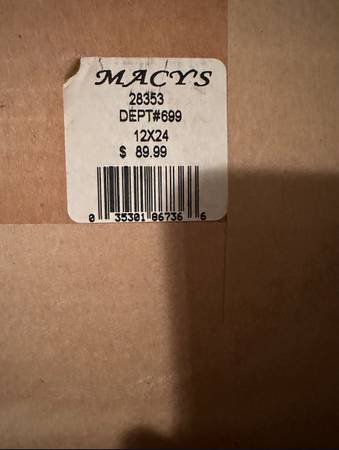 MACYS
28353
DEPT#699
12X24
$ 89.99
0 35301 86736 6